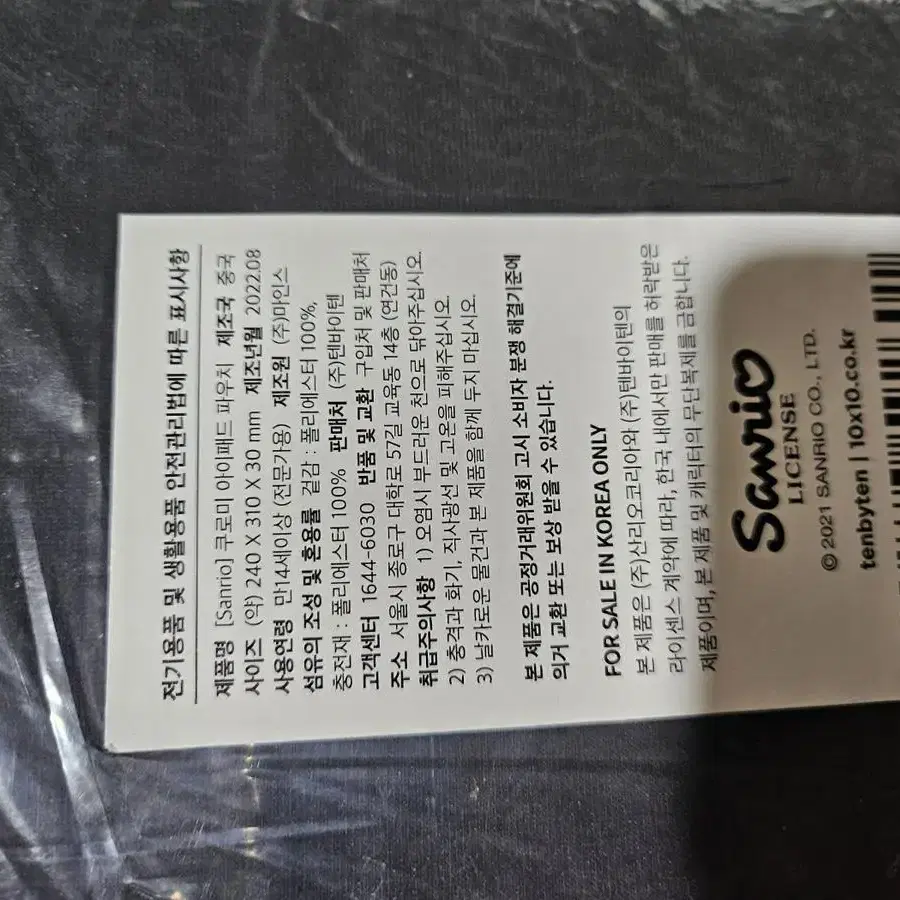 전기용품 및 생활용품 안전관리법에 따른 표시사항
제품명 [Sanrio] 쿠로미 아이패드 파우치 제조국 중국
사이즈 (약) 240 X 310 X 30 mm 제조년월 2022.08
사용연령 만14세이상 (전문가용) 제조원 (주)마인스
섬유의 조성 및 혼용률 겉감 : 폴리에스터 100%,
충전재 : 폴리에스터 100% 판매처 (주)텐바이텐
고객센터 1644-6030 반품 및 교환 구입처 및 판매처
주소 서울시 종로구 대학로 57길 교육동 14층 (연건동)
취급주의사항 1) 오염시 부드러운 천으로 닦아주십시오.
2) 충격과 화기, 직사광선 및 고온을 피해주십시오.
3) 날카로운 물건과 본 제품을 함께 두지 마십시오.
본 제품은 공정거래위원회 고시 소비자 분쟁 해결기준에
의거 교환 또는 보상 받을 수 있습니다.
FOR SALE IN KOREA ONLY
본 제품은 (주)산리오코리아와 (주)텐바이텐의
라이센스 계약에 따라, 한국 내에서만 판매를 허락받은
제품이며, 본 제품 및 캐릭터의 무단복제를 금합니다.
Sanrio
LICENSE
© 2021 SANRIO CO., LTD.
tenbyten | 10x10.co.kr